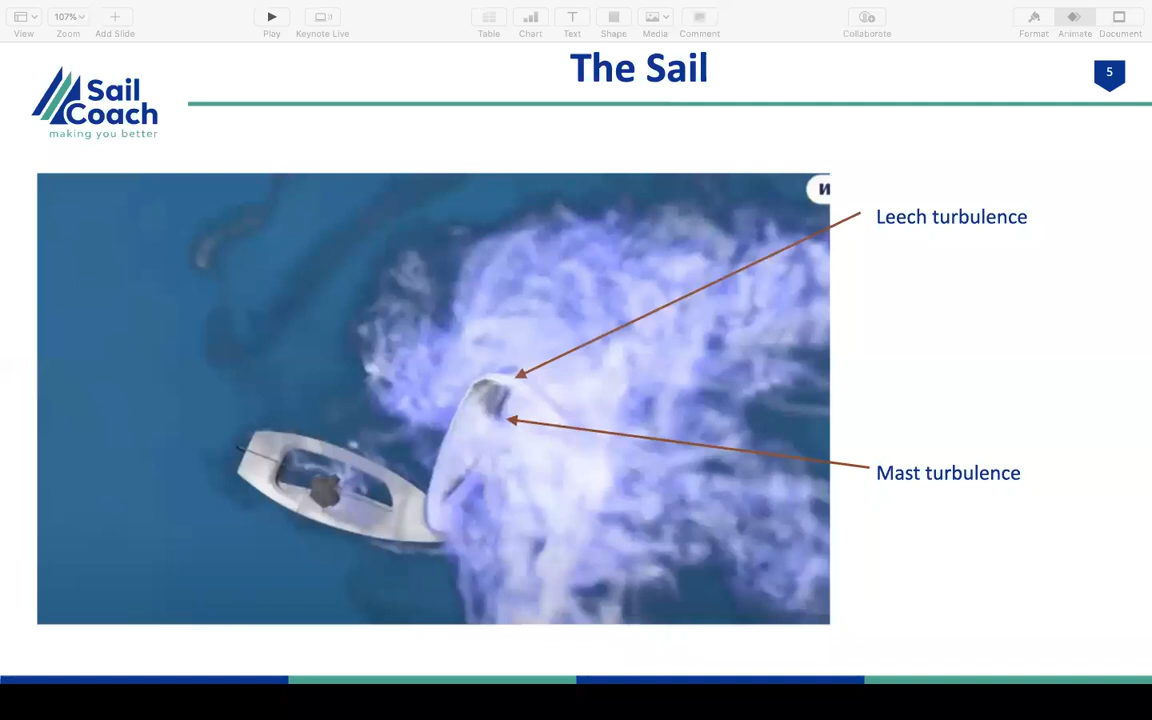 View
107%
Zoom
Add Slide
Play
Keynote Live
Table
Chart
Text
Shape
Media
Comment
Collaborate
Format
Animate
Document
The Sail
5
Sail
Coach
making you better
Leech turbulence
Mast turbulence